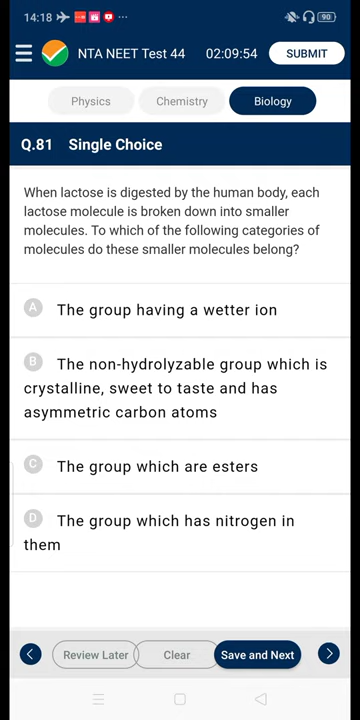 14:18
90
NTA NEET Test 44
02:09:54
SUBMIT
Physics
Chemistry
Biology
Q.81 Single Choice
When lactose is digested by the human body, each
lactose molecule is broken down into smaller
molecules. To which of the following categories of
molecules do these smaller molecules belong?
A The group having a wetter ion
B The non-hydrolyzable group which is
crystalline, sweet to taste and has
asymmetric carbon atoms
C The group which are esters
D The group which has nitrogen in
them
Review Later
Clear
Save and Next